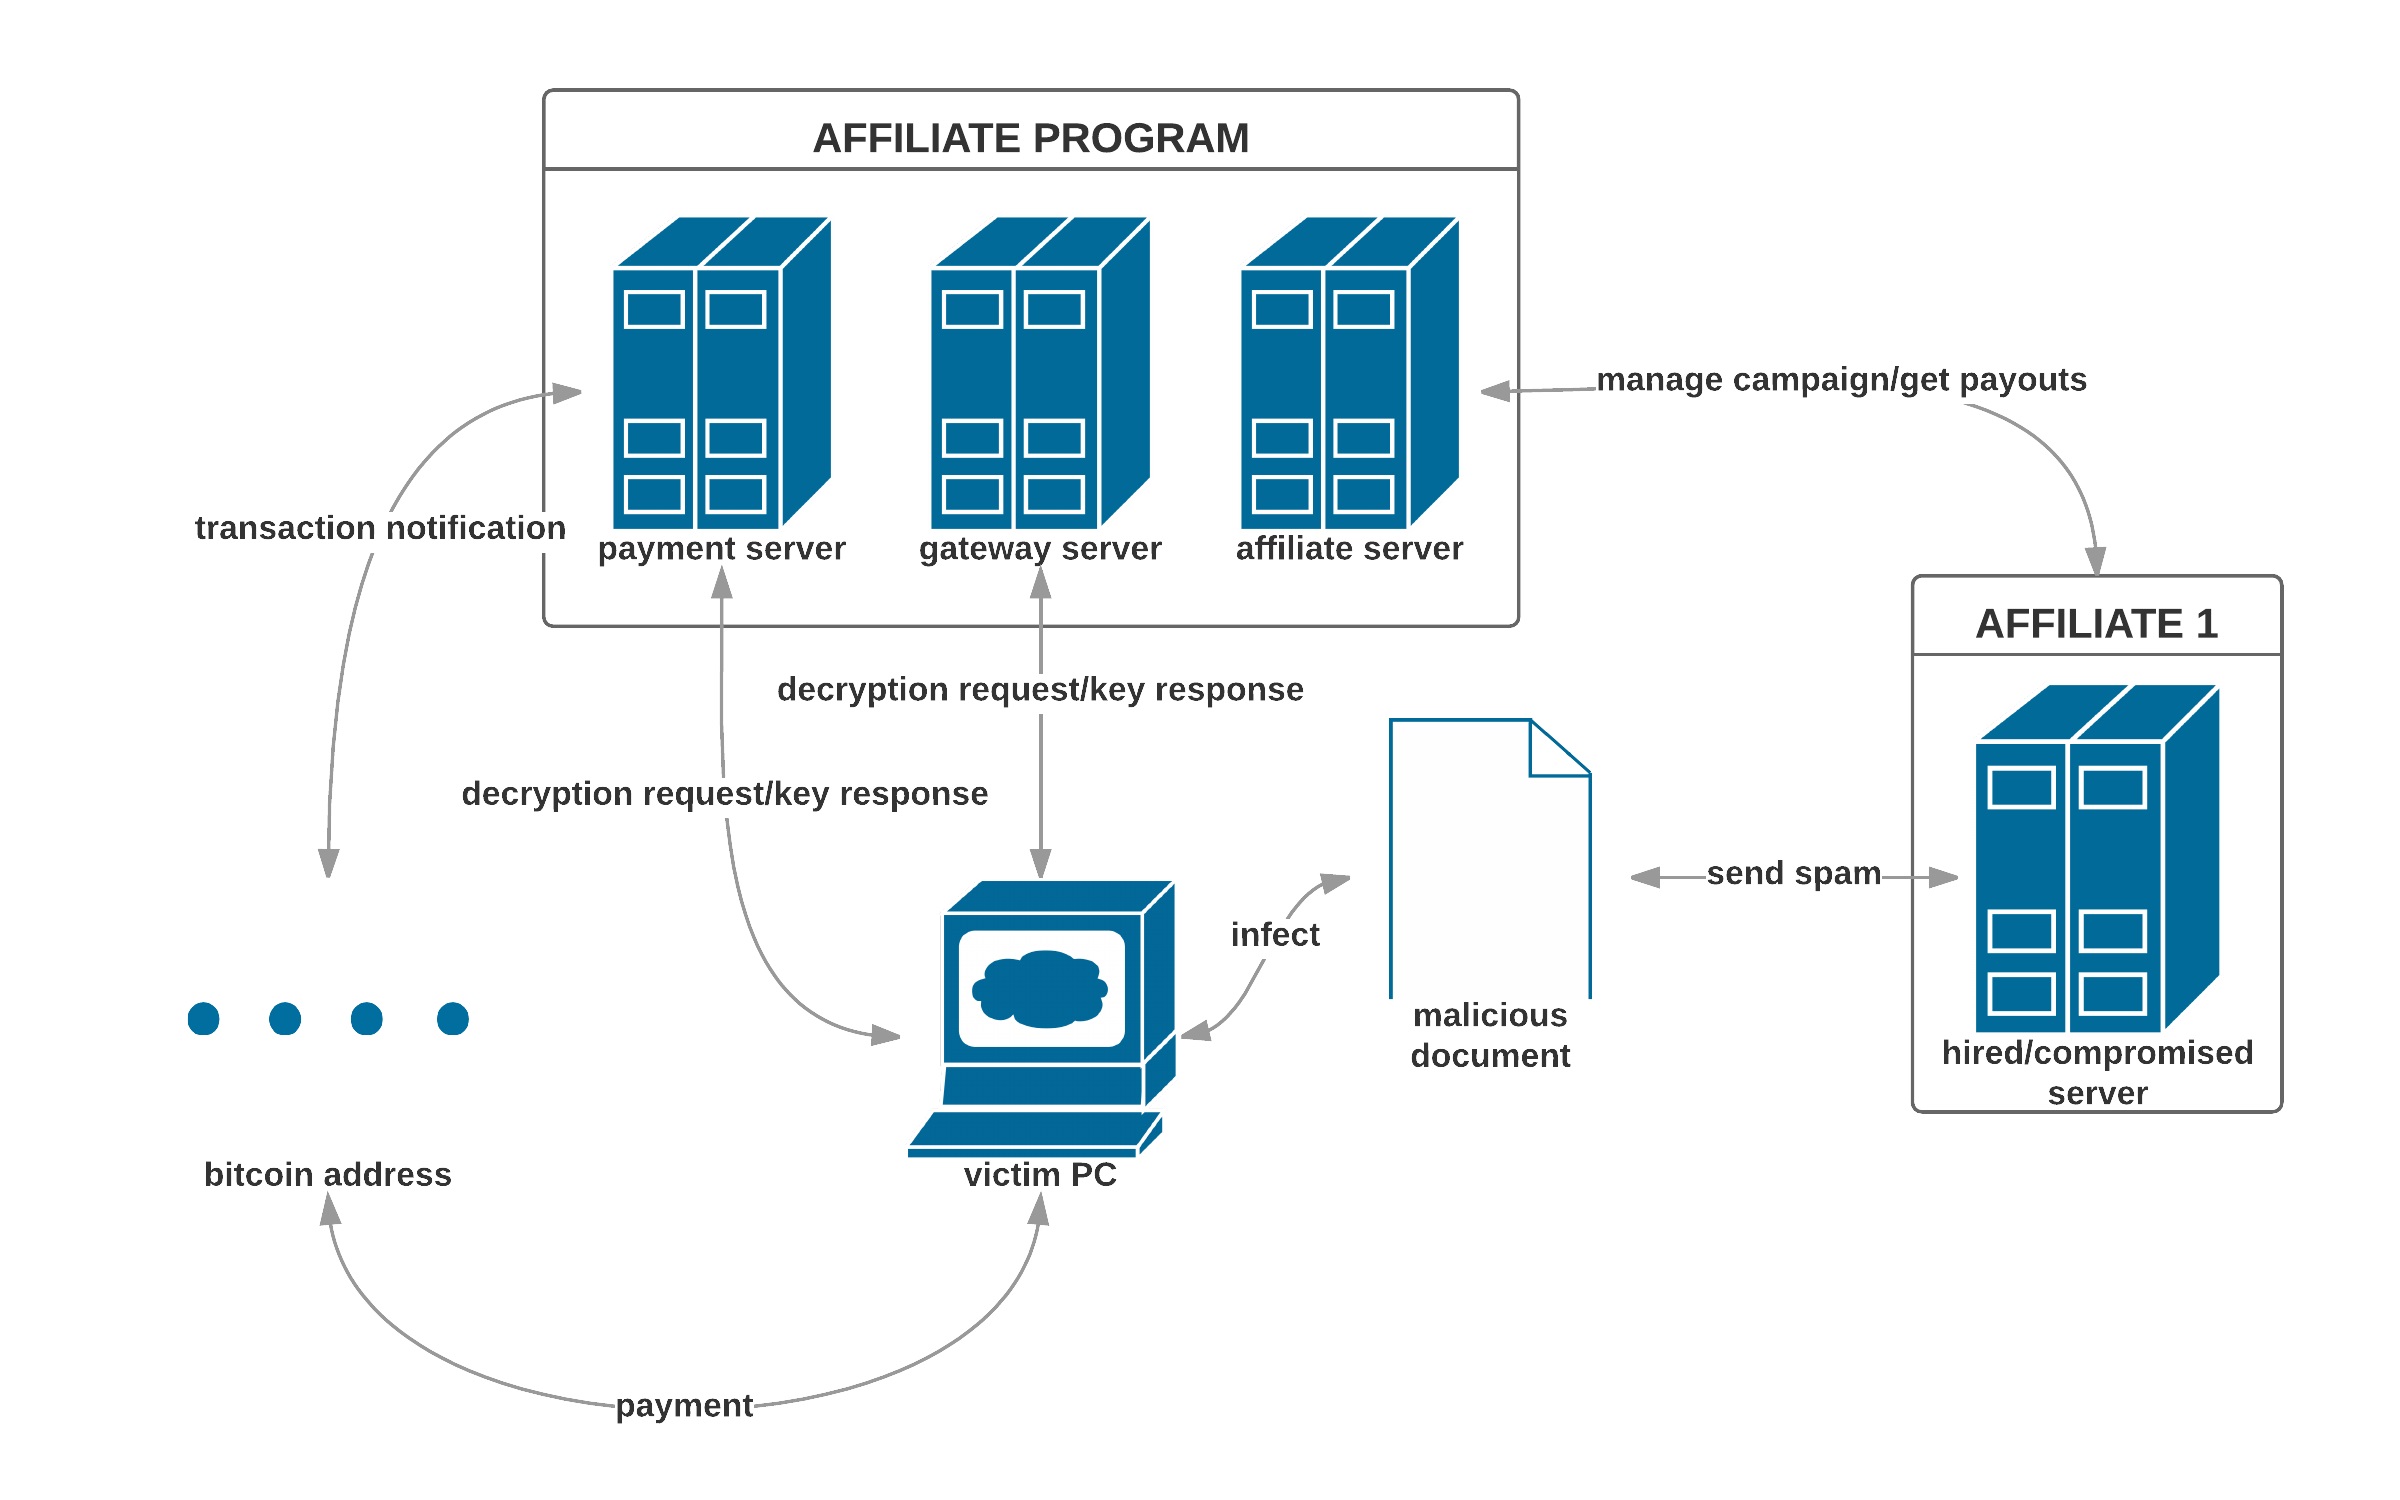 AFFILIATE PROGRAM
manage campaign/get payouts
transaction notification
payment server
gateway server
affiliate server
AFFILIATE 1
decryption request/key response
decryption request/key response
send spam
infect
malicious
document
hired/compromised
server
bitcoin address
victim PC
payment